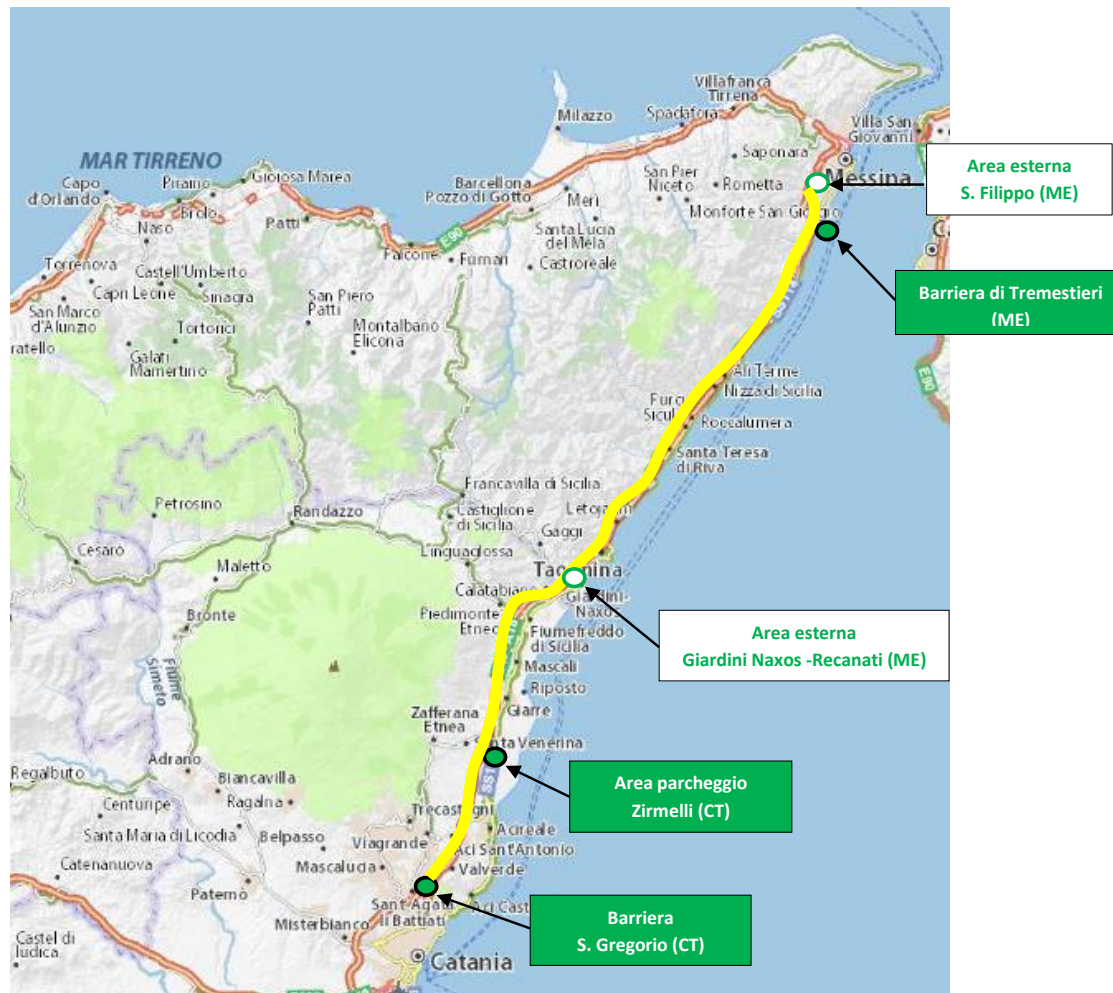 Villafranca
Tirrena
Spadafora
Milazzo
Villa San
Giovanni
Saponara
MAR TIRRENO
Gioiosa Marea
Piraino
Capo
d'Orlando
Brolo
Naso
Patti
Barcellona
Pozzo di Gotto
Merì
San Pier
Niceto
Rometta
Messina
Monforte San Giorgio
Area esterna
S. Filippo (ME)
E90
Falcone
Furnari
Santa Lucia
del Mela
Castroreale
Torrenova
Castell'Umberto
Capri Leone
Sinagra
San Marco
d'Alunzio
Tortorici
San Piero
Patti
Montalbano
Elicona
Galati
Mamertino
Barriera di Tremestieri
(ME)
E90
Alì Terme
Nizza di Sicilia
Roccalumera
Santa Teresa
di Riva
Francavilla di Sicilia
Castiglione
di Sicilia
Petrosino
Randazzo
Gaggi
Cesarò
Linguaglossa
Maletto
Calatabiano
Giardini-
Naxos
Piedimonte
Etneo
Bronte
Fiumefreddo
di Sicilia
Area esterna
Giardini Naxos -Recanati (ME)
Fiume
Simeto
Mascali
Riposto
Giarre
Zafferana
Etnea
Adrano
Regalbuto
Biancavilla
Ragalna
Centuripe
Area parcheggio
Zirmelli (CT)
Santa Maria di Licodia
Belpasso
Viagrande
Acireale
Aci Sant'Antonio
Catenanuova
Mascalucia
Valverde
Paternò
Sant'Agata
li Battiati
Misterbianco
Barriera
S. Gregorio (CT)
Castel di
Iudica
Catania